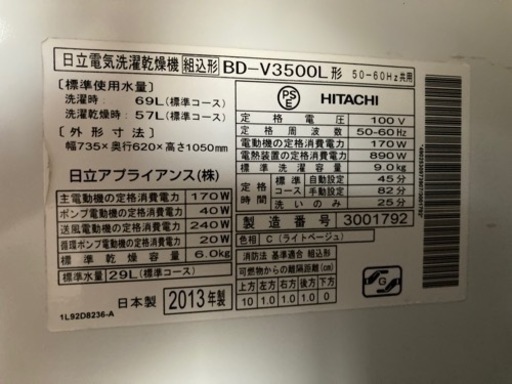 日立電気洗濯乾燥機 組込形 BD-V3500L形 50-60Hz共用
〔標準使用水量〕
洗濯時： 69L(標準コース)
洗濯乾燥時： 57L(標準コース)
〔外形寸法〕
幅735×奥行620×高さ1050mm
日立アプライアンス(株)
主電動機の定格消費電力 170W
ポンプ電動機の定格消費電力 40W
送風電動機の定格消費電力 240W
循環ポンプ電動機の定格消費電力 20W
標準乾燥容量 6.0kg
標準水量 29L(標準コース)
日本製 2013年製
1L92D8236-A
PSE HITACHI
定格電圧 100V
定格周波数 50-60Hz
電動機の定格消費電力 170W
電熱装置の定格消費電力 890W
標準洗濯容量 9.0kg
定格時間 標準コース 自動設定 45分
手動設定 82分
洗いのみ 25分
製造番号 3001792
色相 C(ライトベージュ)
消防法 基準適合 組込形
可燃物からの離隔距離(cm)
上方 左方 右方 前方 後方 下方
10 1.0 1.0 1.0 1.0 0
G